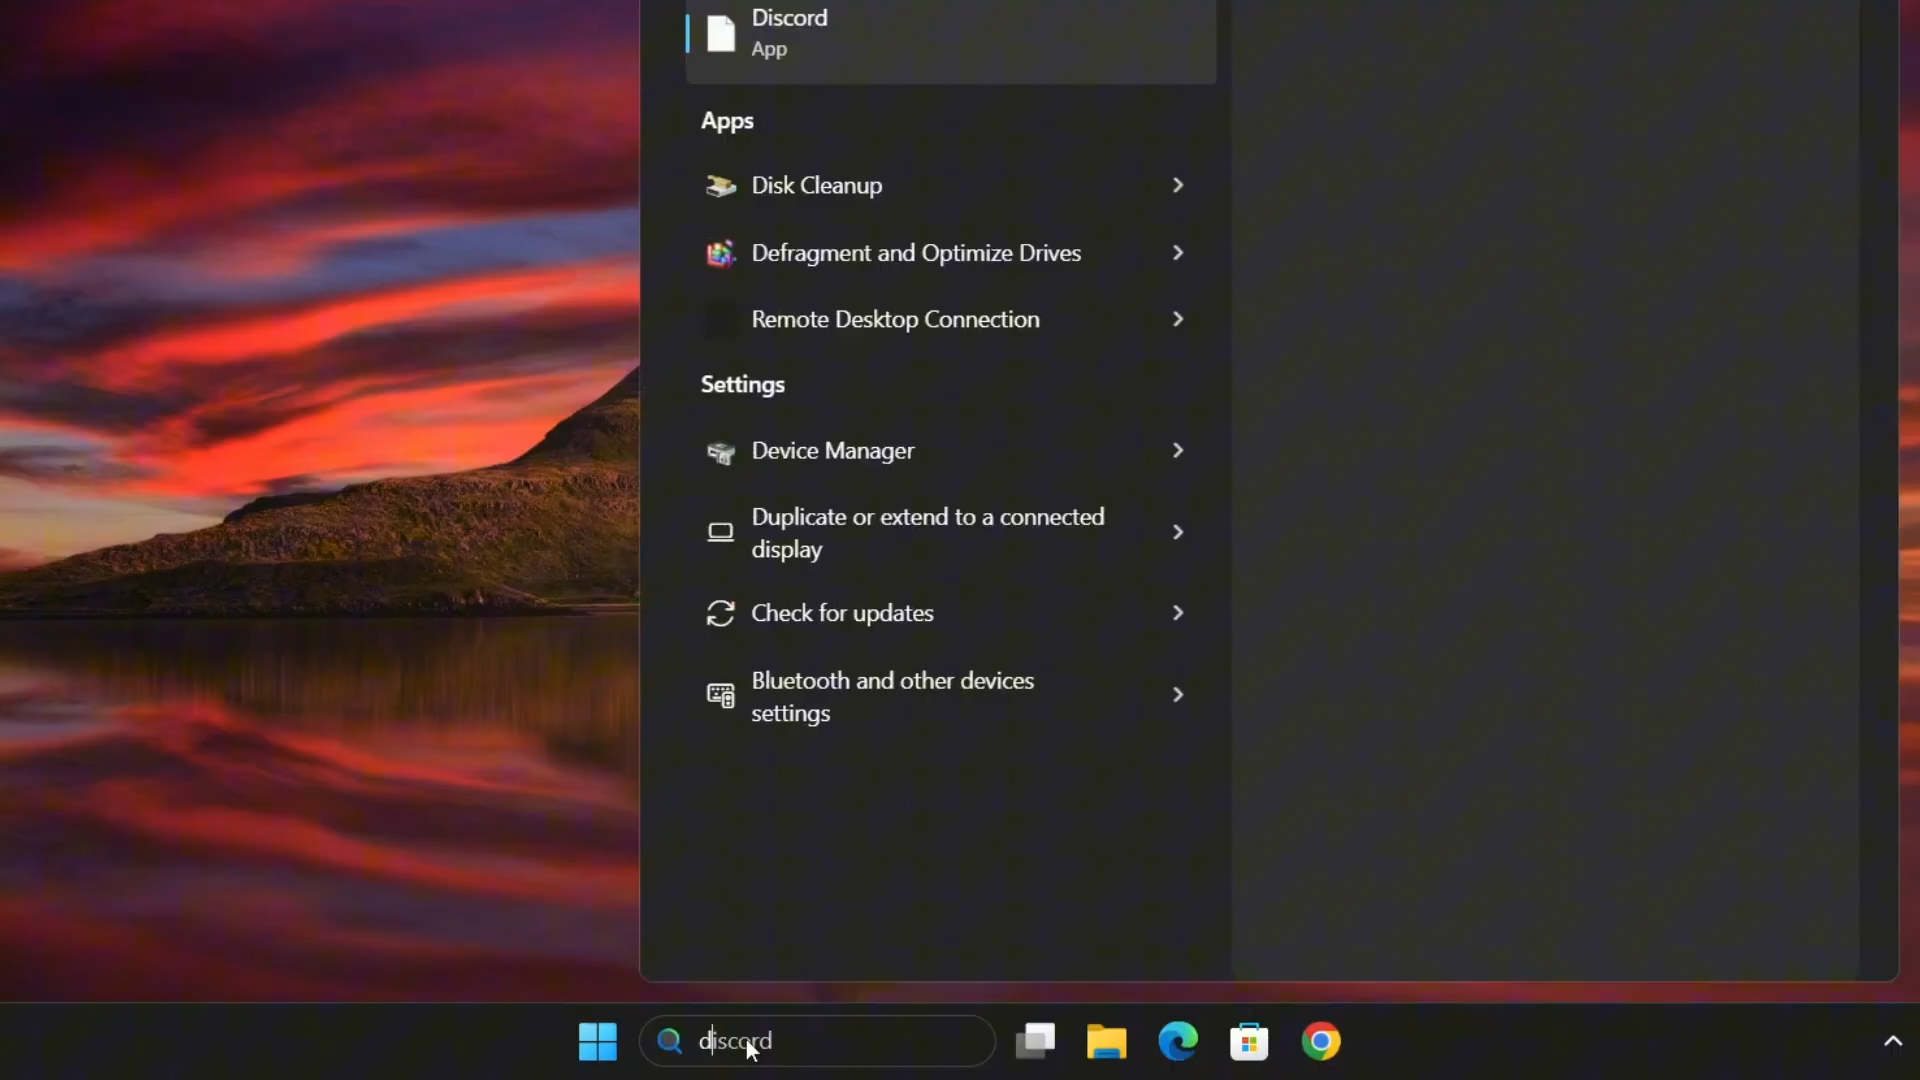 Discord
App
Apps
Disk Cleanup
Defragment and Optimize Drives
Remote Desktop Connection
Settings
Device Manager
Duplicate or extend to a connected
display
Check for updates
Bluetooth and other devices
settings
discord